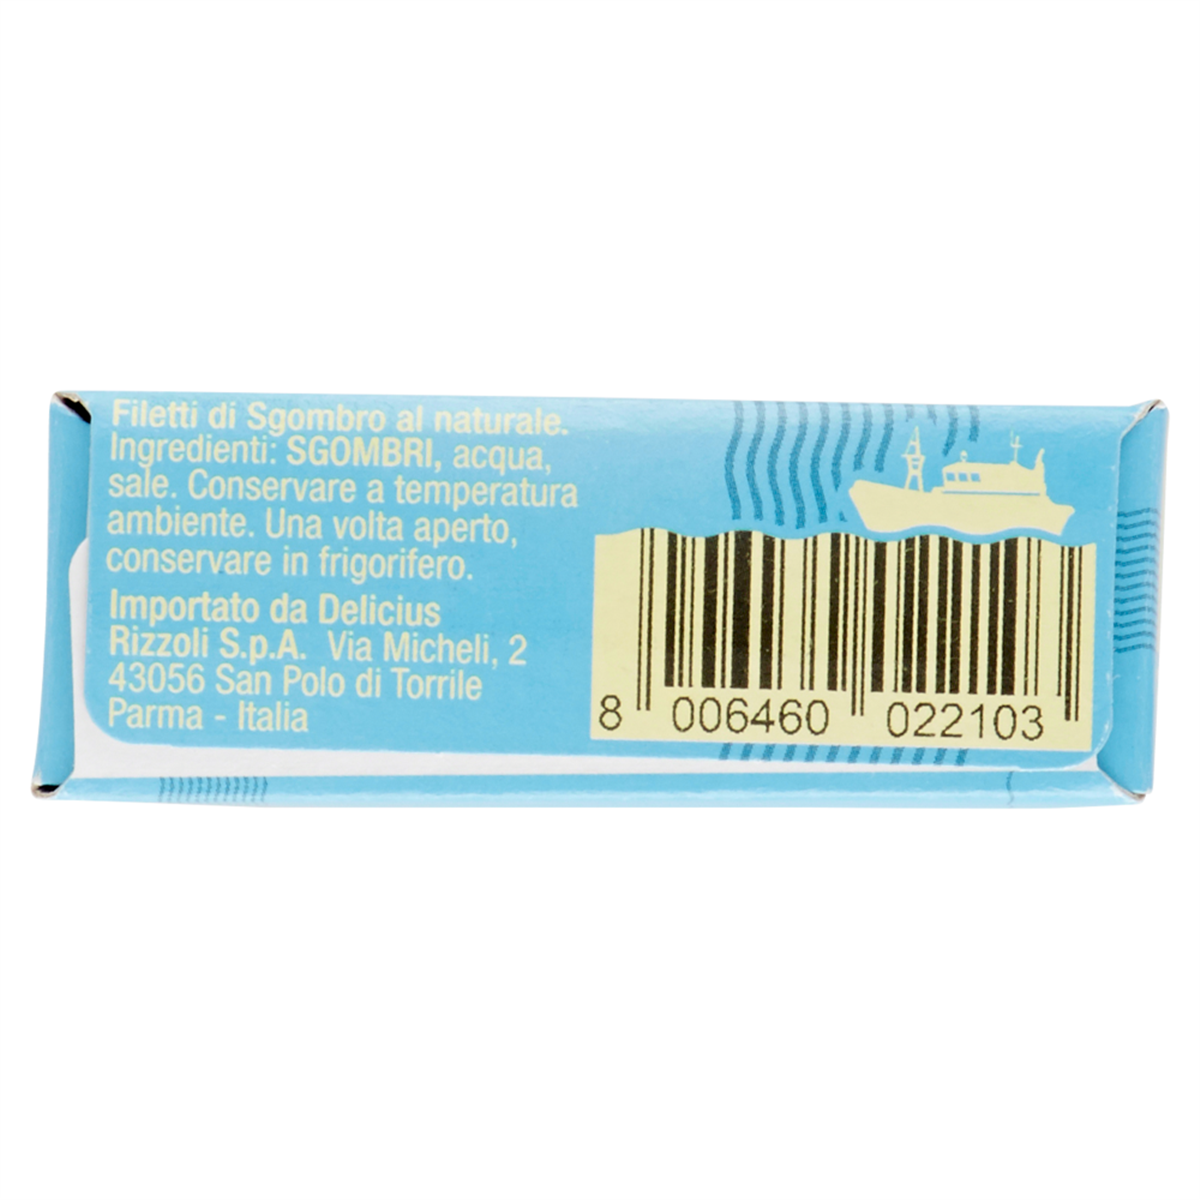 Filetti di Sgombro al naturale.
Ingredienti: SGOMBRI, acqua,
sale. Conservare a temperatura
ambiente. Una volta aperto,
conservare in frigorifero.
Importato da Delicius
Rizzoli S.p.A. Via Micheli, 2
43056 San Polo di Torrile
Parma - Italia
8 006460 022103